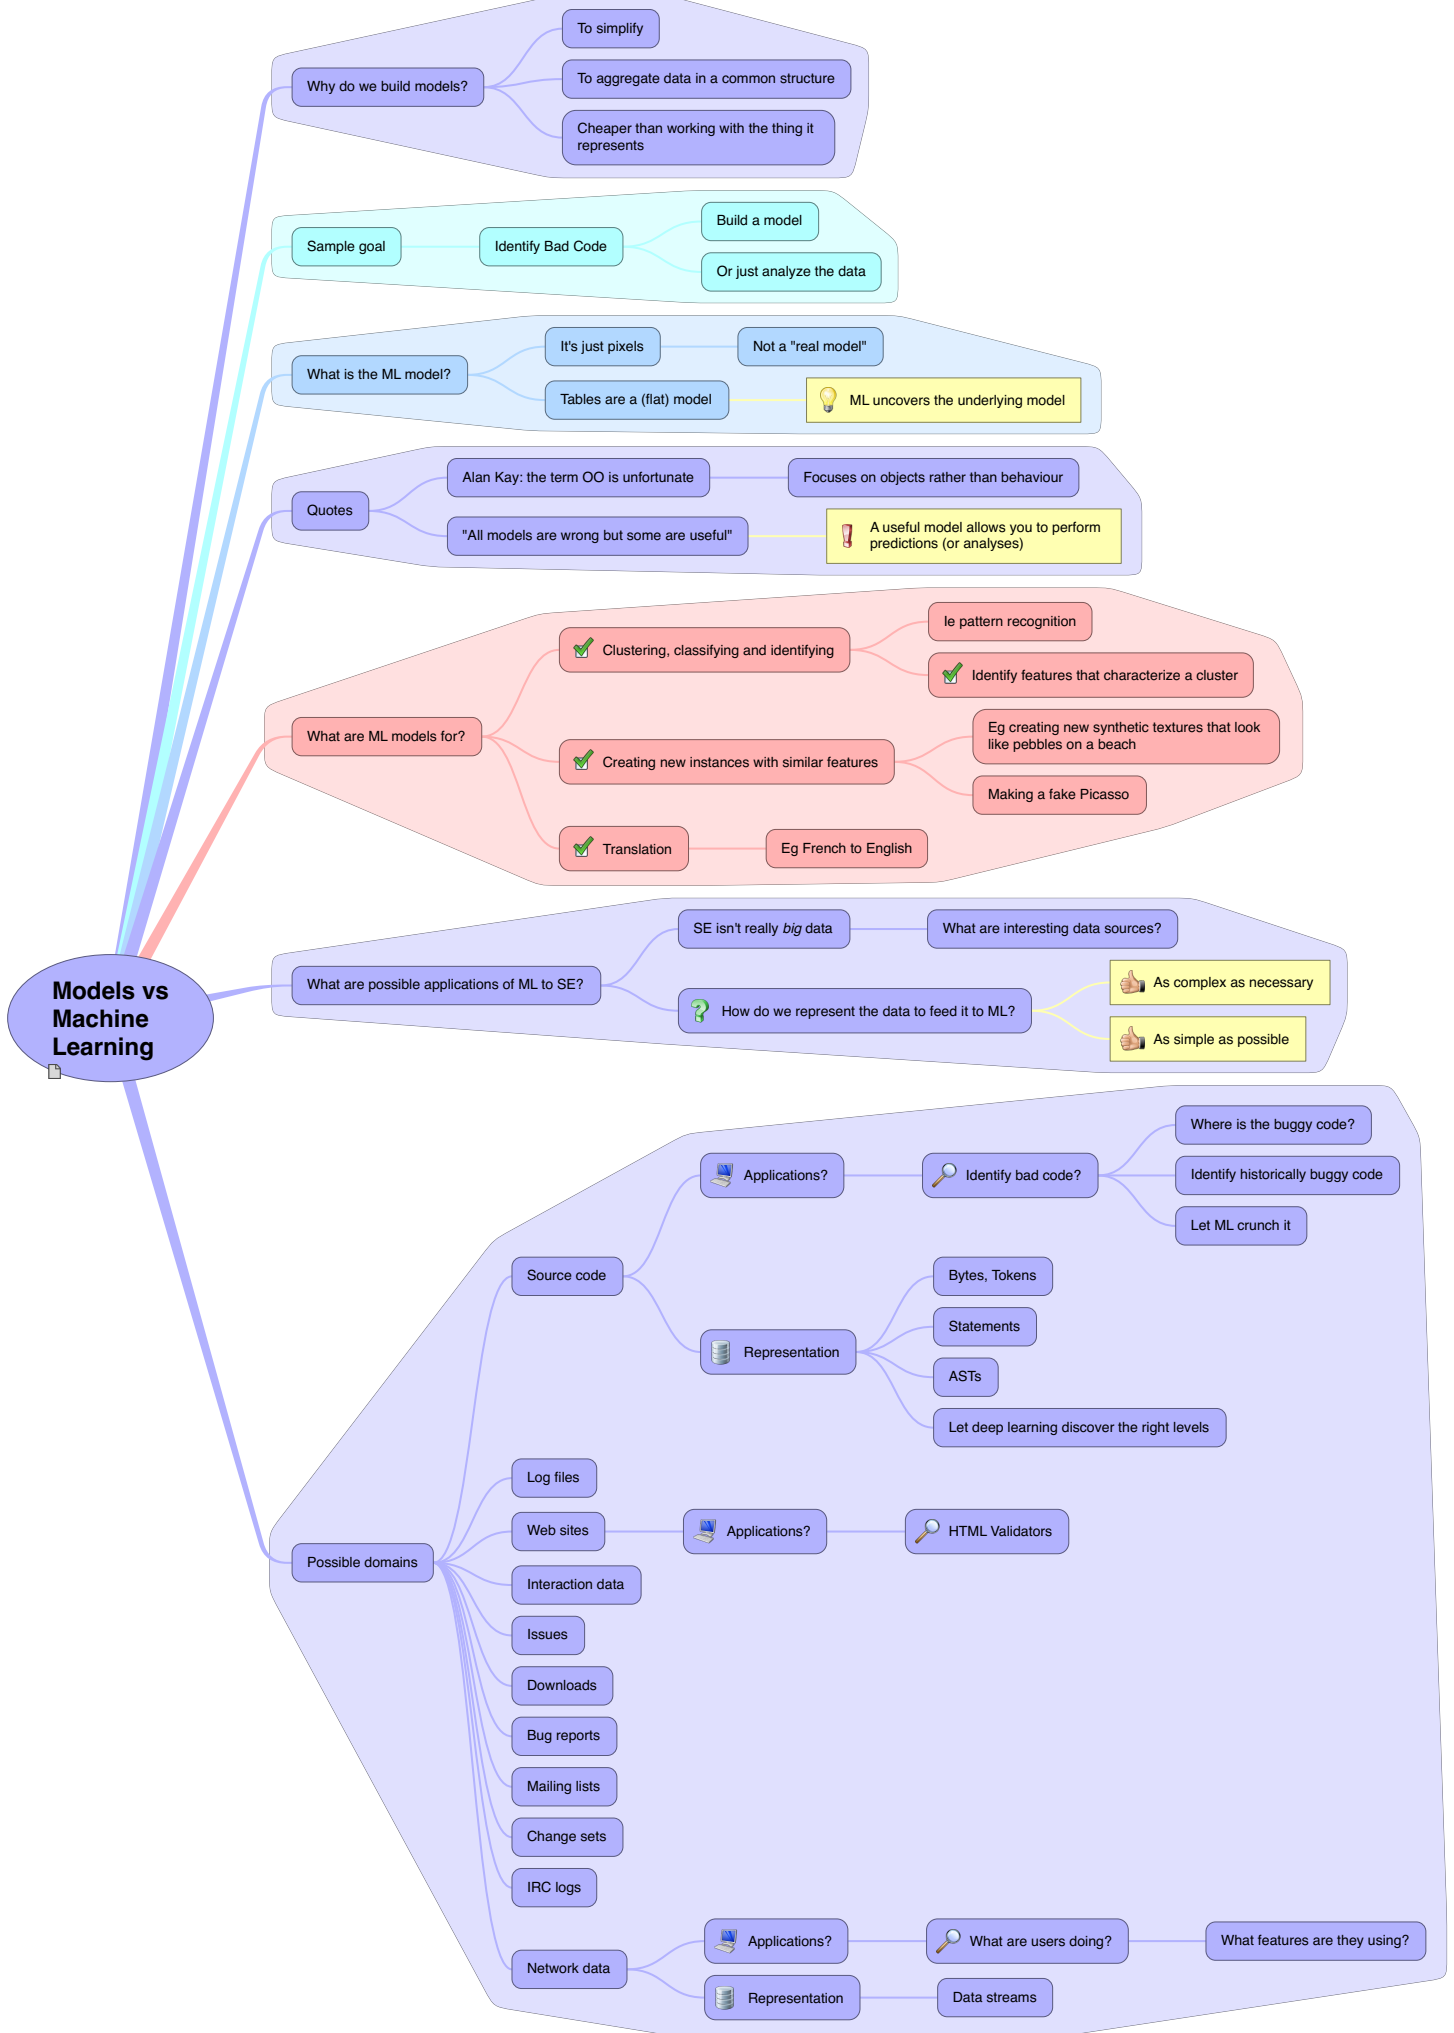 Models vs
Machine
Learning
Why do we build models?
To simplify
To aggregate data in a common structure
Cheaper than working with the thing it
represents
Sample goal
Identify Bad Code
Build a model
Or just analyze the data
What is the ML model?
It's just pixels
Not a "real model"
Tables are a (flat) model
ML uncovers the underlying model
Quotes
Alan Kay: the term OO is unfortunate
Focuses on objects rather than behaviour
"All models are wrong but some are useful"
A useful model allows you to perform
predictions (or analyses)
What are ML models for?
Clustering, classifying and identifying
Ie pattern recognition
Identify features that characterize a cluster
Creating new instances with similar features
Eg creating new synthetic textures that look
like pebbles on a beach
Making a fake Picasso
Translation
Eg French to English
What are possible applications of ML to SE?
SE isn't really big data
What are interesting data sources?
How do we represent the data to feed it to ML?
As complex as necessary
As simple as possible
Possible domains
Source code
Applications?
Identify bad code?
Where is the buggy code?
Identify historically buggy code
Let ML crunch it
Representation
Bytes, Tokens
Statements
ASTs
Let deep learning discover the right levels
Log files
Web sites
Applications?
HTML Validators
Interaction data
Issues
Downloads
Bug reports
Mailing lists
Change sets
IRC logs
Network data
Applications?
What are users doing?
What features are they using?
Representation
Data streams